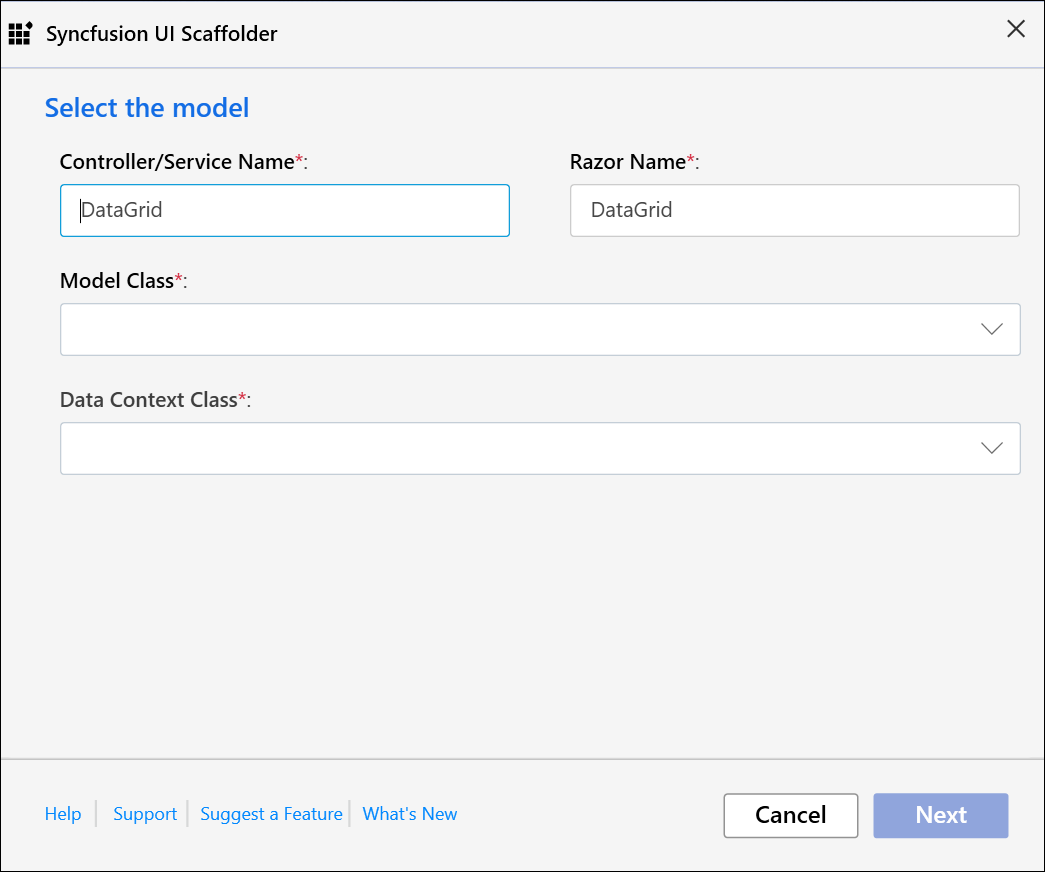 Syncfusion UI Scaffolder
Select the model
Controller/Service Name*:
Razor Name*:
DataGrid
DataGrid
Model Class*:
Data Context Class*:
Help
Support
Suggest a Feature
What's New
Cancel
Next